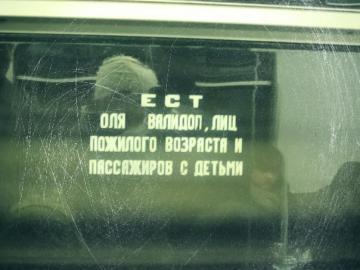 ЕСТ
ОЛЯ ВАЛИДОЛ, ЛИЦ
ПОЖИЛОГО ВОЗРАСТА И
ПАССАЖИРОВ С ДЕТЬМИ